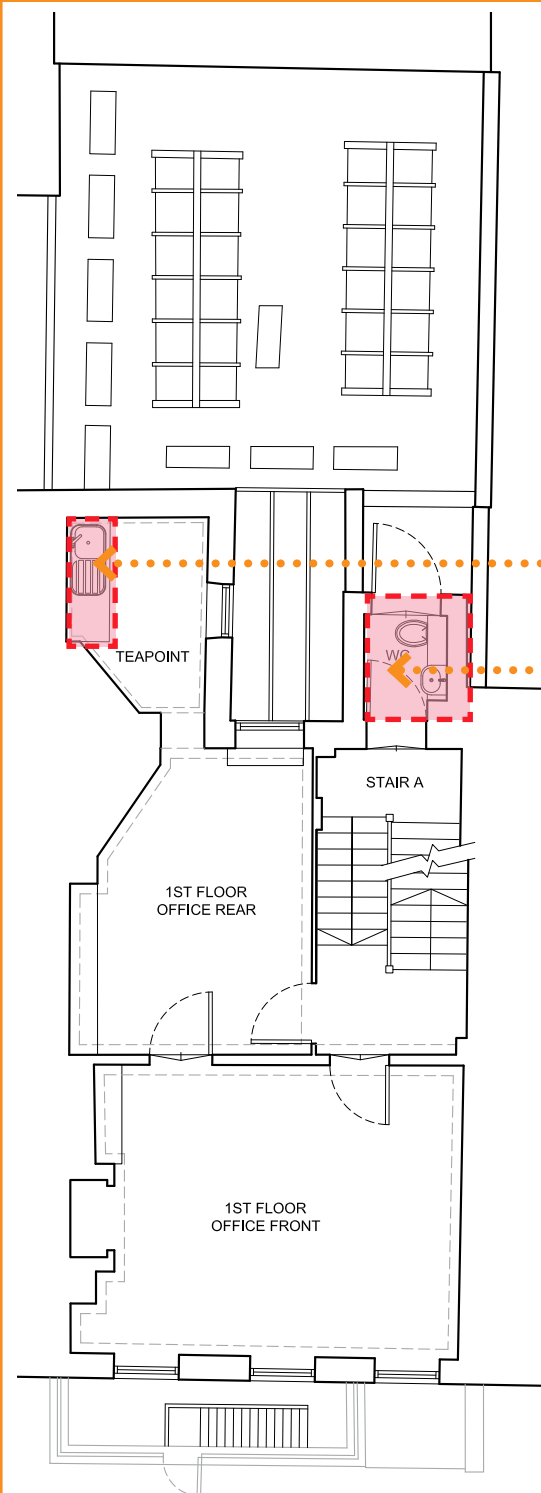 TEAPOINT
WC
STAIR A
1ST FLOOR
OFFICE REAR
1ST FLOOR
OFFICE FRONT